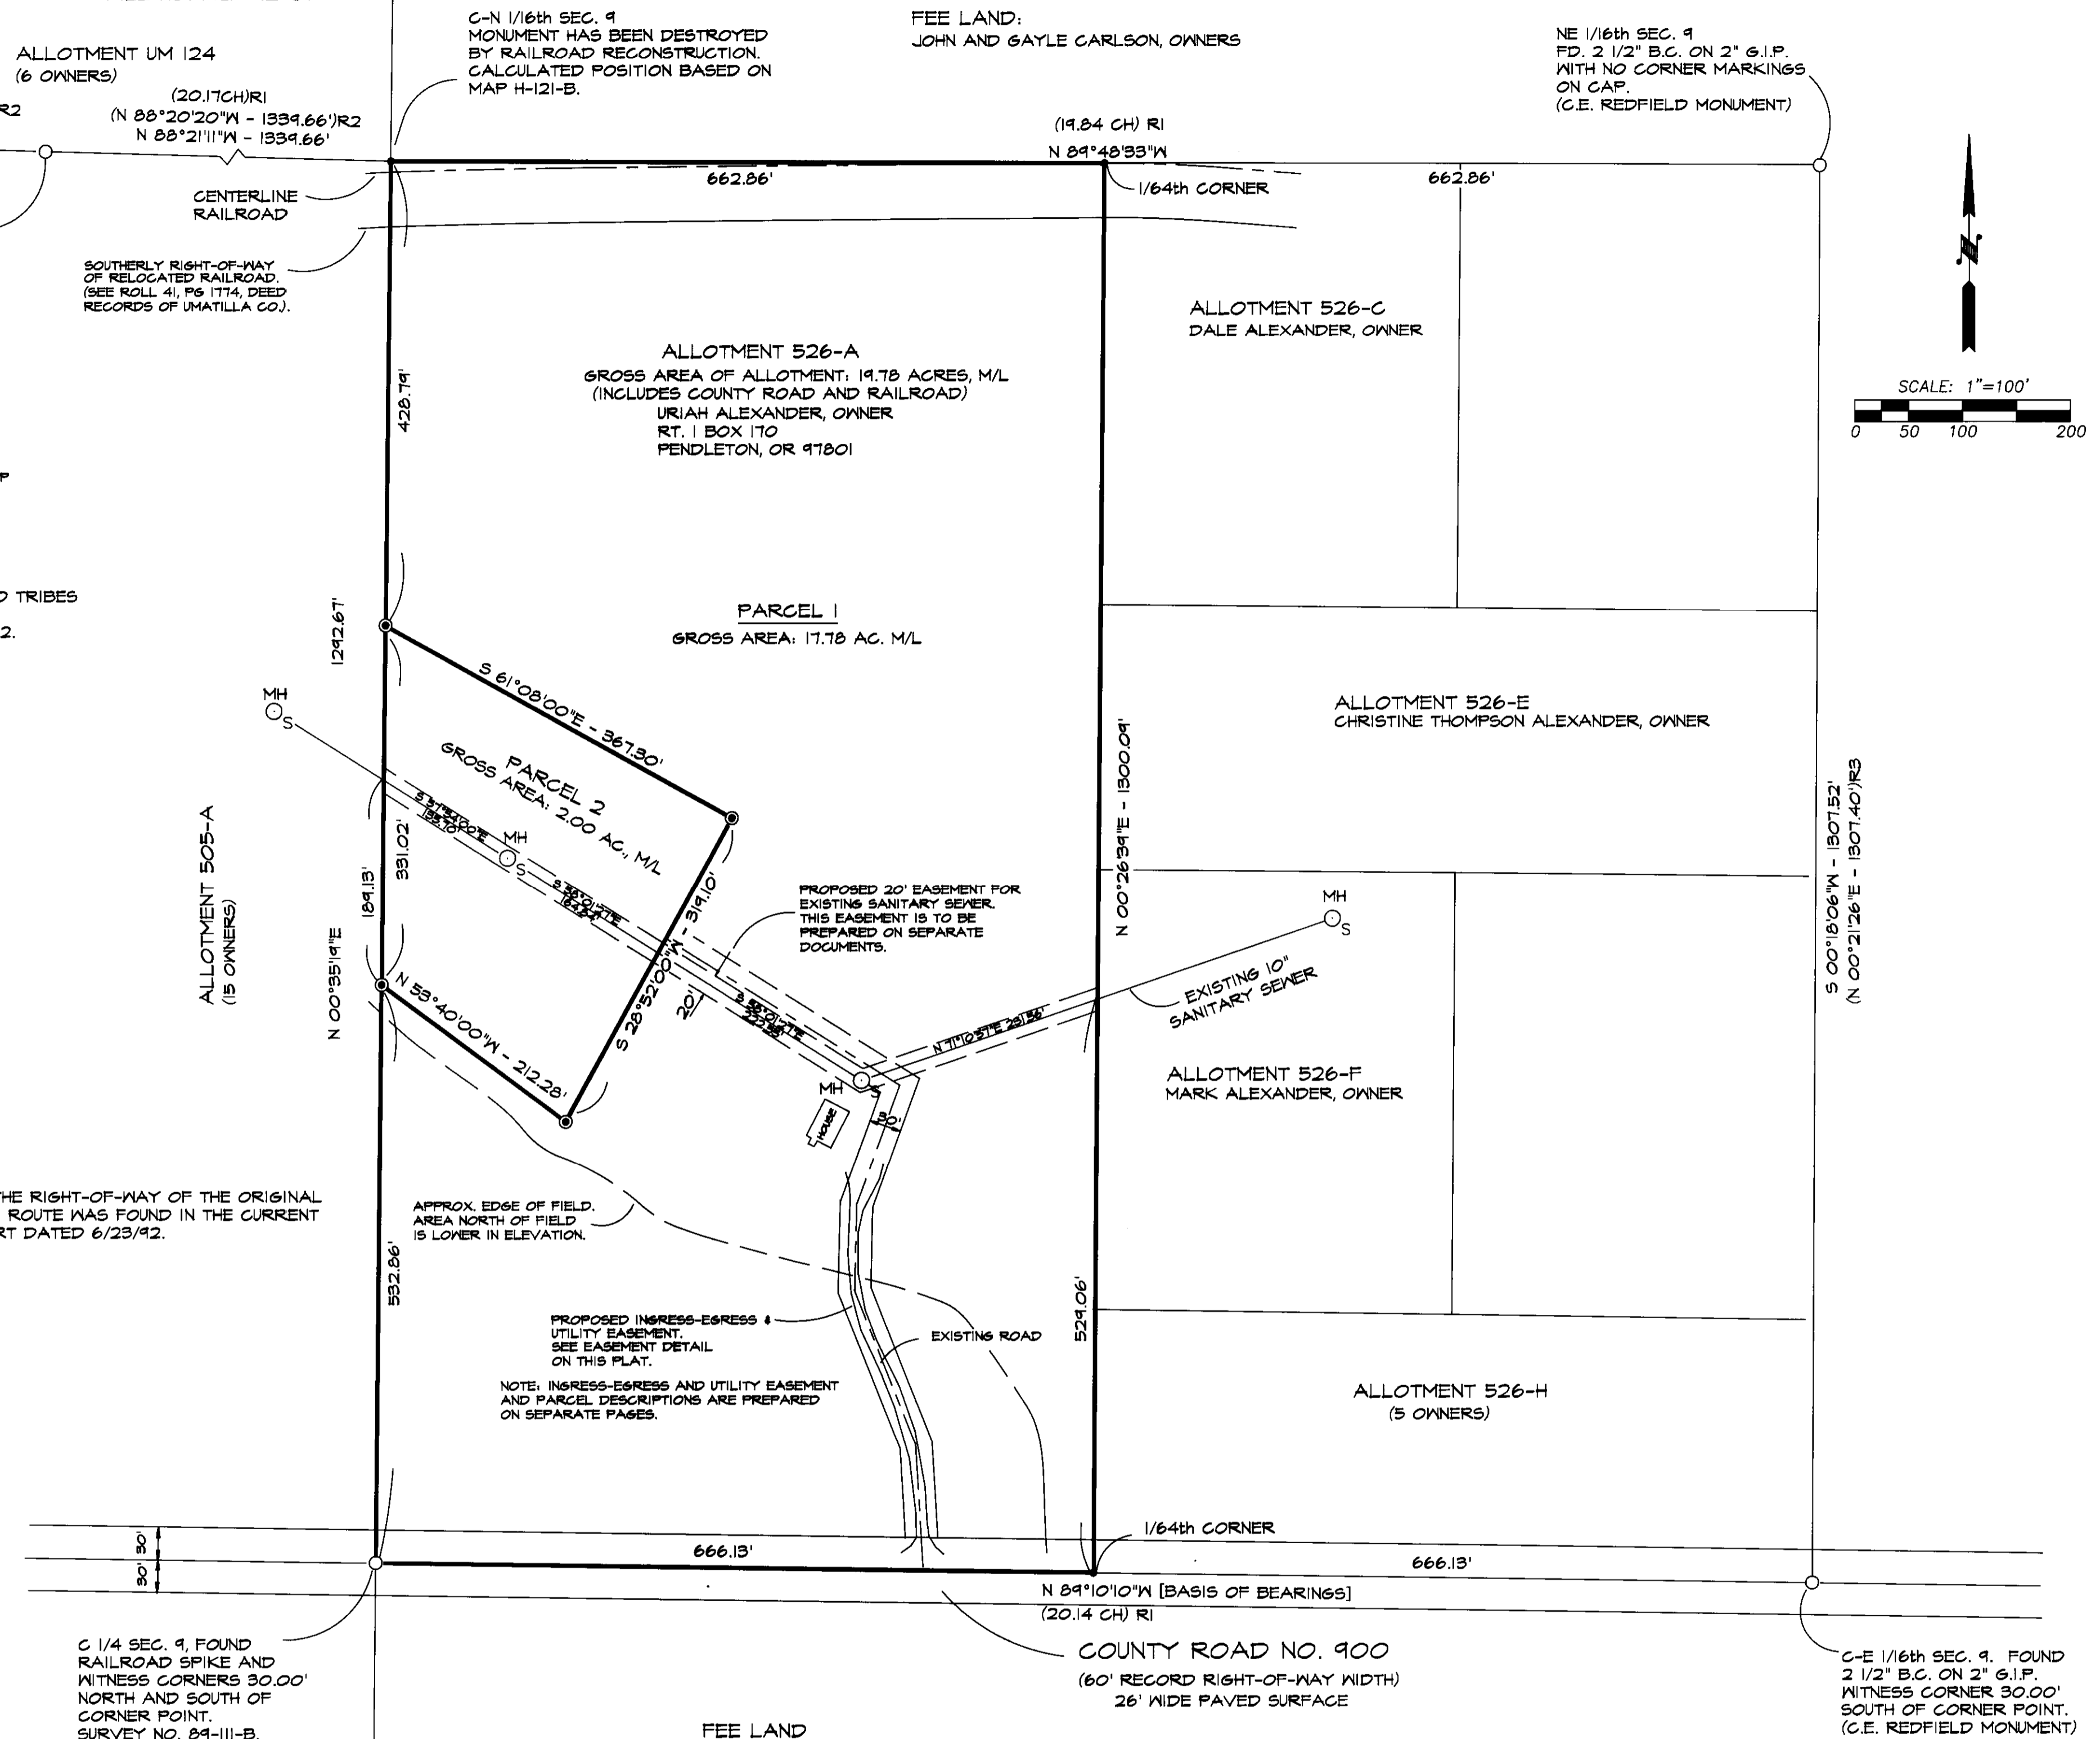 C-N 1/16th SEC. 9
MONUMENT HAS BEEN DESTROYED
BY RAILROAD RECONSTRUCTION.
CALCULATED POSITION BASED ON
MAP H-121-B.
FEE LAND:
JOHN AND GAYLE CARLSON, OWNERS
NE 1/16th SEC. 9
FD. 2 1/2" B.C. ON 2" G.I.P.
WITH NO CORNER MARKINGS
ON CAP.
(C.E. REDFIELD MONUMENT)
ALLOTMENT UM 124
(6 OWNERS)
R2
(20.17CH)R1
(N 88°20'20"W - 1339.66')R2
N 88°21'11"W - 1339.66'
(19.84 CH) R1
N 89°48'33"W
662.86'
662.86'
1/64th CORNER
CENTERLINE
RAILROAD
SOUTHERLY RIGHT-OF-WAY
OF RELOCATED RAILROAD.
(SEE ROLL 41, PG 1774, DEED
RECORDS OF UMATILLA CO.).
N
SCALE: 1"=100'
0 50 100 200
ALLOTMENT 526-C
DALE ALEXANDER, OWNER
ALLOTMENT 526-A
GROSS AREA OF ALLOTMENT: 19.78 ACRES, M/L
(INCLUDES COUNTY ROAD AND RAILROAD)
URIAH ALEXANDER, OWNER
RT. 1 BOX 170
PENDLETON, OR 97801
428.79'
P
TRIBES
2.
1292.67'
PARCEL 1
GROSS AREA: 17.78 AC. M/L
MH
S
S 61°08'00"E - 367.30'
PARCEL 2
GROSS AREA: 2.00 AC., M/L
ALLOTMENT 526-E
CHRISTINE THOMPSON ALEXANDER, OWNER
N 00°26'39"E - 1300.09'
S 00°18'06"W - 1307.52'
(N 00°21'26"E - 1307.40')R3
MH
S
331.02'
189.13'
ALLOTMENT 505-A
(15 OWNERS)
N 00°35'19"E
S 28°52'00"W - 319.10'
PROPOSED 20' EASEMENT FOR
EXISTING SANITARY SEWER.
THIS EASEMENT IS TO BE
PREPARED ON SEPARATE
DOCUMENTS.
MH
S
EXISTING 10"
SANITARY SEWER
20'
N 53°40'00"W - 212.28'
N 71°10'37"E 231.56'
MH
S
HOUSE
30'
ALLOTMENT 526-F
MARK ALEXANDER, OWNER
THE RIGHT-OF-WAY OF THE ORIGINAL
ROUTE WAS FOUND IN THE CURRENT
RT DATED 6/23/92.
APPROX. EDGE OF FIELD.
AREA NORTH OF FIELD
IS LOWER IN ELEVATION.
532.86'
529.06'
PROPOSED INGRESS-EGRESS &
UTILITY EASEMENT.
SEE EASEMENT DETAIL
ON THIS PLAT.
EXISTING ROAD
NOTE: INGRESS-EGRESS AND UTILITY EASEMENT
AND PARCEL DESCRIPTIONS ARE PREPARED
ON SEPARATE PAGES.
ALLOTMENT 526-H
(5 OWNERS)
1/64th CORNER
30' 30'
666.13'
666.13'
N 89°10'10"W [BASIS OF BEARINGS]
(20.14 CH) R1
COUNTY ROAD NO. 900
(60' RECORD RIGHT-OF-WAY WIDTH)
26' WIDE PAVED SURFACE
C 1/4 SEC. 9, FOUND
RAILROAD SPIKE AND
WITNESS CORNERS 30.00'
NORTH AND SOUTH OF
CORNER POINT.
SURVEY NO. 89-111-B.
FEE LAND
C-E 1/16th SEC. 9. FOUND
2 1/2" B.C. ON 2" G.I.P.
WITNESS CORNER 30.00'
SOUTH OF CORNER POINT.
(C.E. REDFIELD MONUMENT)